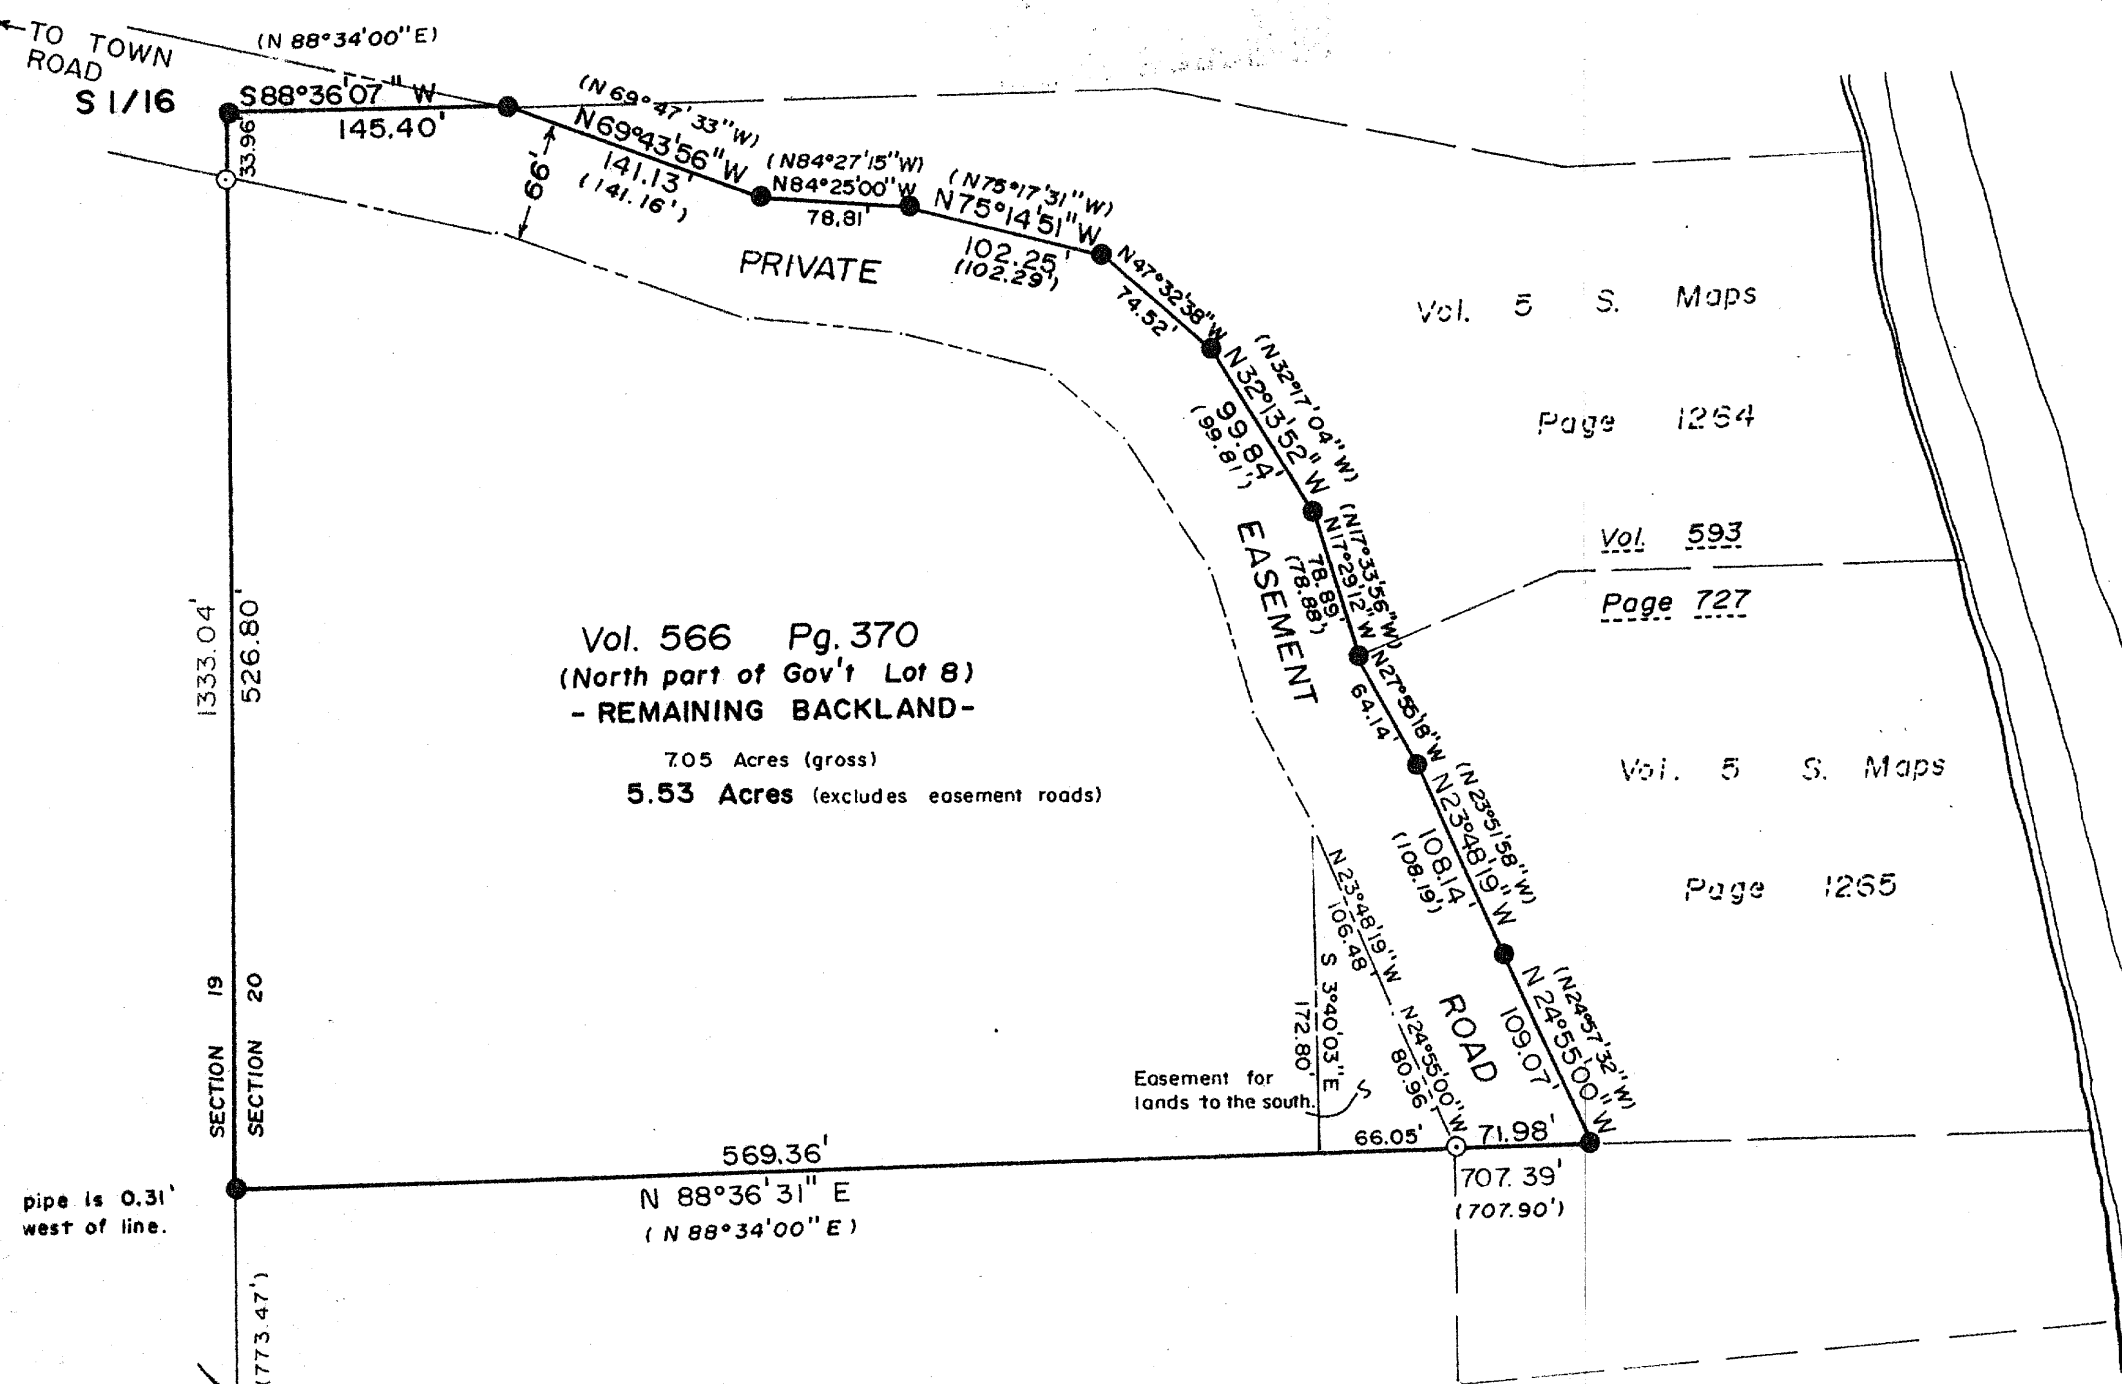 ←TO TOWN
ROAD
(N 88°34'00"E)
S 1/16
S88°36'07" W
145.40'
33.96'
66'
(N69°47'33"W)
N69°43'56"W
141.13'
(141.16')
(N84°27'15"W)
N84°25'00"W
78.81'
(N75°17'31"W)
N75°14'51"W
102.25'
(102.29')
N47°32'38"W
74.52'
(N32°17'04"W)
N32°13'52"W
99.84'
(99.81')
(N17°33'56"W)
N17°29'12"W
78.89'
(78.88')
PRIVATE
EASEMENT
ROAD
Vol. 5 S. Maps
Page 1264
Vol. 593
Page 727
N27°55'18"W
64.14'
1333.04'
526.80'
Vol. 566 Pg. 370
(North part of Gov't Lot 8)
- REMAINING BACKLAND -
7.05 Acres (gross)
5.53 Acres (excludes easement roads)
(N23°51'58"W)
N23°48'19"W
108.14'
(108.19')
Vol. 5 S. Maps
Page 1265
N23°48'19"W
106.48'
S 3°40'03"E
172.80'
N24°55'00"W
80.96'
(N24°57'32"W)
N24°55'00"W
109.07'
SECTION 19
SECTION 20
Easement for
lands to the south.
S
66.05'
71.98'
569.36'
707.39'
(707.90')
N 88°36'31" E
(N 88°34'00"E)
pipe is 0.31'
west of line.
(773.47')